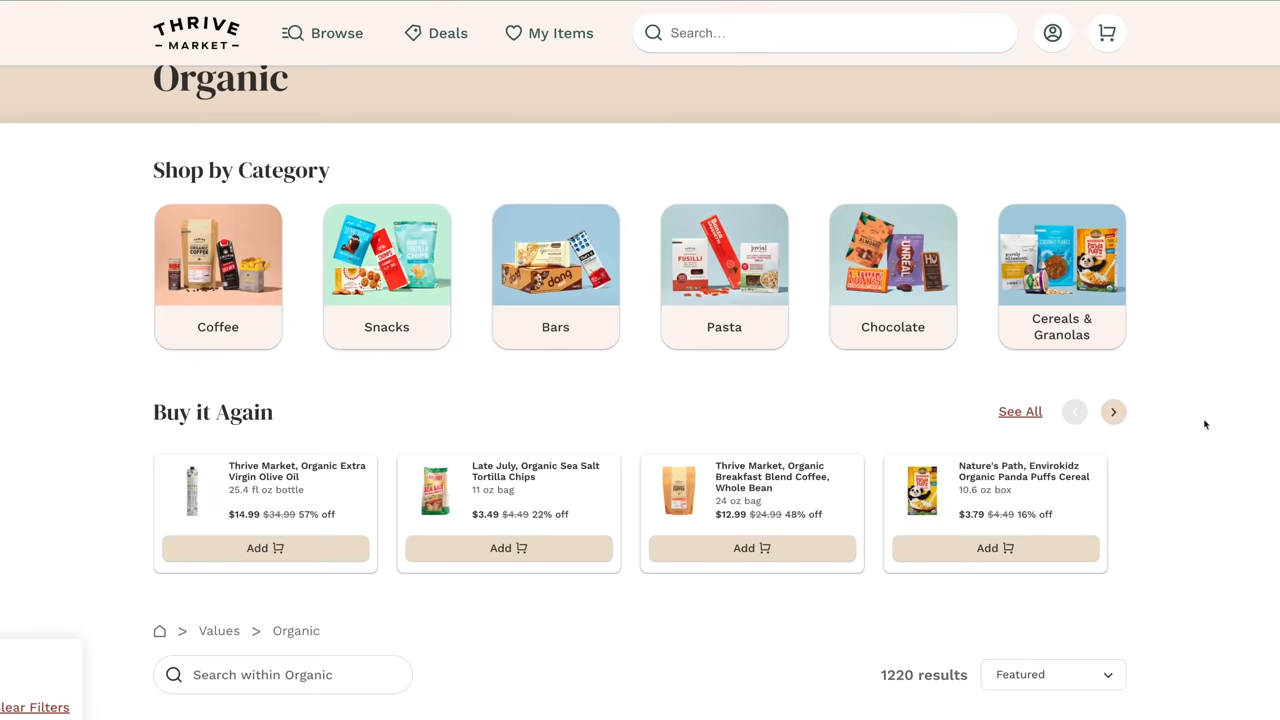 THRIVE
MARKET
Browse
Deals
My Items
Search...
Organic
Shop by Category
Coffee
Snacks
Bars
Pasta
Chocolate
Cereals &
Granolas
Buy it Again
See All
Thrive Market, Organic Extra
Virgin Olive Oil
25.4 fl oz bottle
$14.99 $34.99 57% off
Add
Late July, Organic Sea Salt
Tortilla Chips
11 oz bag
$3.49 $4.49 22% off
Add
Thrive Market, Organic
Breakfast Blend Coffee,
Whole Bean
24 oz bag
$12.99 $24.99 48% off
Add
Nature's Path, Envirokidz
Organic Panda Puffs Cereal
10.6 oz box
$3.79 $4.49 16% off
Add
> Values > Organic
Search within Organic
1220 results
Featured
lear Filters